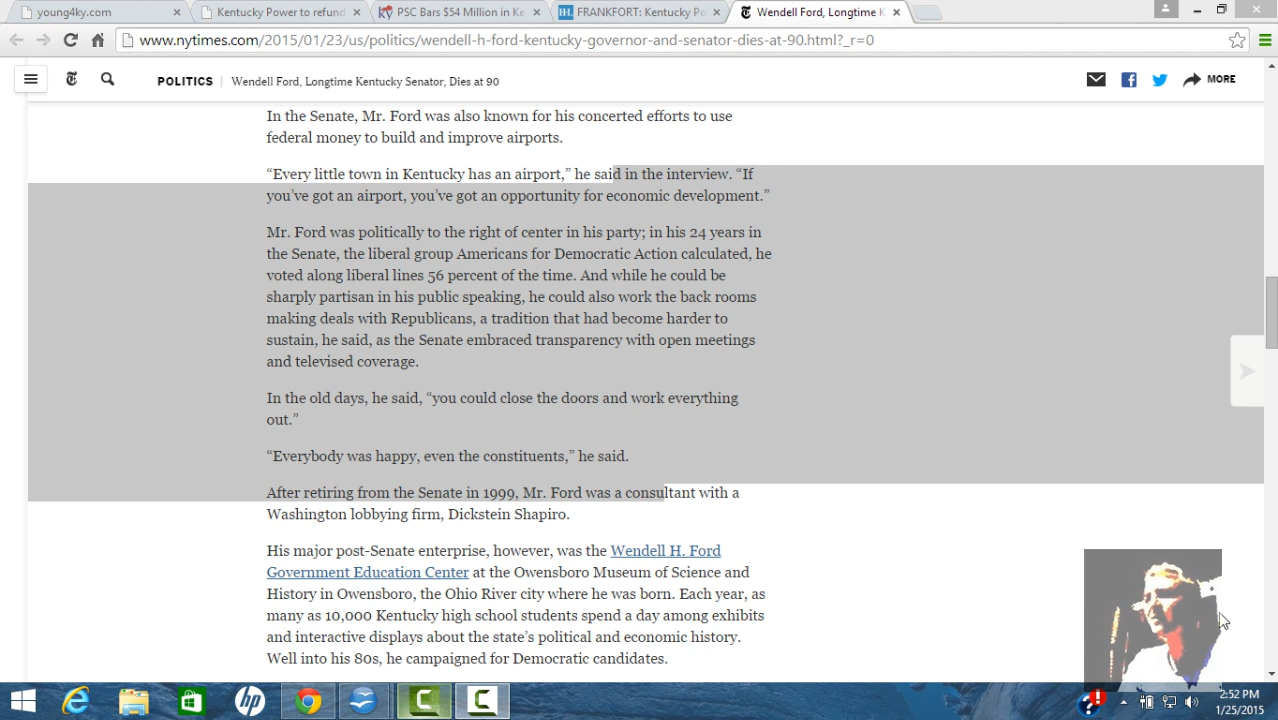 young4ky.com
Kentucky Power to refund
PSC Bars $54 Million in Ke
FRANKFORT: Kentucky Po
Wendell Ford, Longtime K
www.nytimes.com/2015/01/23/us/politics/wendell-h-ford-kentucky-governor-and-senator-dies-at-90.html?_r=0
POLITICS | Wendell Ford, Longtime Kentucky Senator, Dies at 90
MORE
In the Senate, Mr. Ford was also known for his concerted efforts to use
federal money to build and improve airports.
“Every little town in Kentucky has an airport,” he said in the interview. “If
you’ve got an airport, you’ve got an opportunity for economic development.”
Mr. Ford was politically to the right of center in his party; in his 24 years in
the Senate, the liberal group Americans for Democratic Action calculated, he
voted along liberal lines 56 percent of the time. And while he could be
sharply partisan in his public speaking, he could also work the back rooms
making deals with Republicans, a tradition that had become harder to
sustain, he said, as the Senate embraced transparency with open meetings
and televised coverage.
In the old days, he said, “you could close the doors and work everything
out.”
“Everybody was happy, even the constituents,” he said.
After retiring from the Senate in 1999, Mr. Ford was a consultant with a
Washington lobbying firm, Dickstein Shapiro.
His major post-Senate enterprise, however, was the Wendell H. Ford
Government Education Center at the Owensboro Museum of Science and
History in Owensboro, the Ohio River city where he was born. Each year, as
many as 10,000 Kentucky high school students spend a day among exhibits
and interactive displays about the state’s political and economic history.
Well into his 80s, he campaigned for Democratic candidates.
2:52 PM
1/25/2015